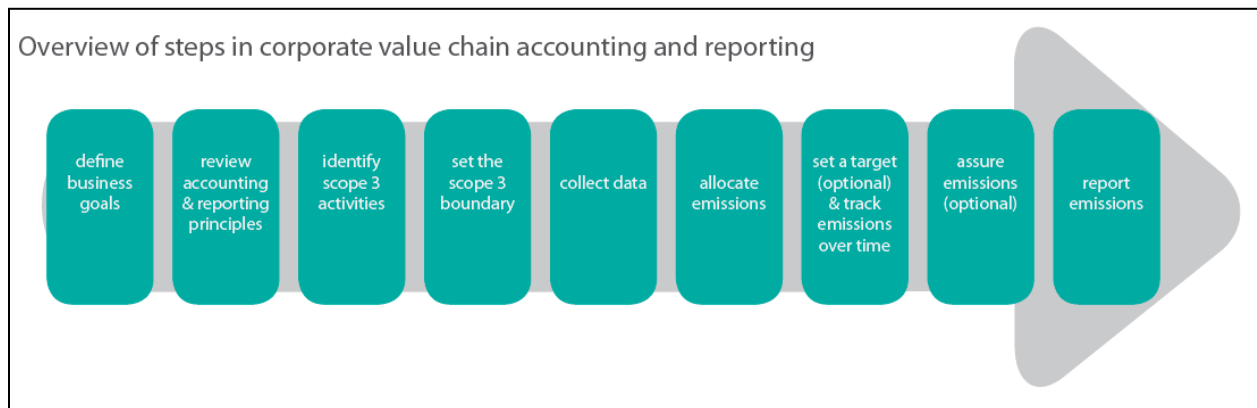 Overview of steps in corporate value chain accounting and reporting
define
business
goals
review
accounting
& reporting
principles
identify
scope 3
activities
set the
scope 3
boundary
collect data
allocate
emissions
set a target
(optional)
& track
emissions
over time
assure
emissions
(optional)
report
emissions